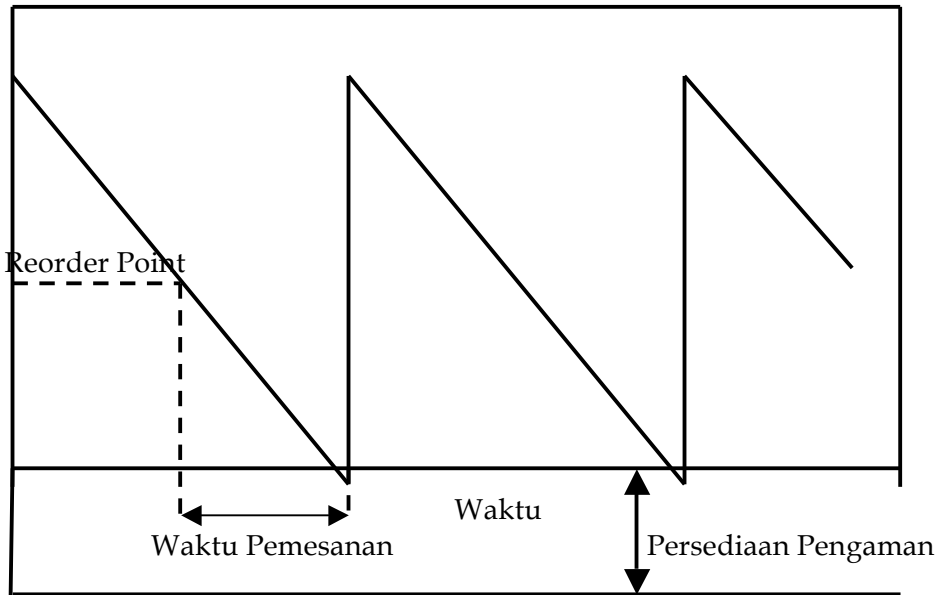 Reorder Point
Waktu
Waktu Pemesanan
Persediaan Pengaman